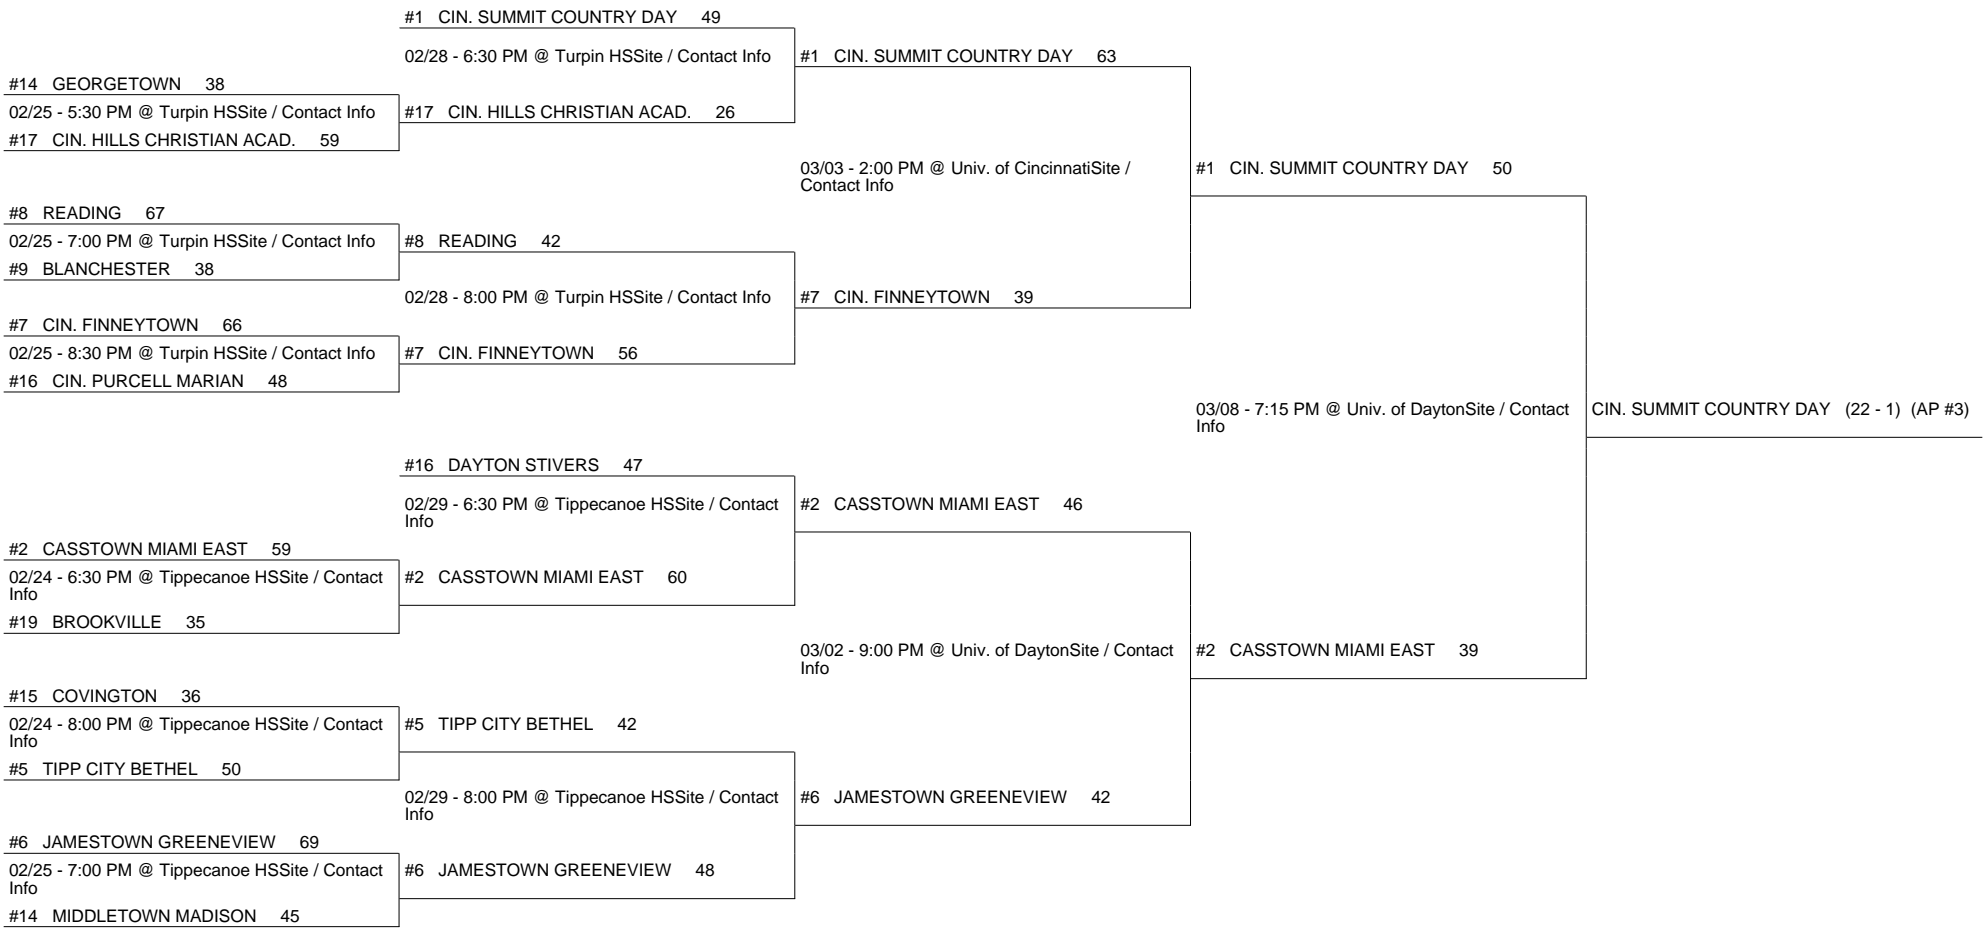 #1 CIN. SUMMIT COUNTRY DAY 49
02/28 - 6:30 PM @ Turpin HSSite / Contact Info
#1 CIN. SUMMIT COUNTRY DAY 63
#14 GEORGETOWN 38
02/25 - 5:30 PM @ Turpin HSSite / Contact Info
#17 CIN. HILLS CHRISTIAN ACAD. 26
#17 CIN. HILLS CHRISTIAN ACAD. 59
03/03 - 2:00 PM @ Univ. of CincinnatiSite /
Contact Info
#1 CIN. SUMMIT COUNTRY DAY 50
#8 READING 67
02/25 - 7:00 PM @ Turpin HSSite / Contact Info
#8 READING 42
#9 BLANCHESTER 38
02/28 - 8:00 PM @ Turpin HSSite / Contact Info
#7 CIN. FINNEYTOWN 39
#7 CIN. FINNEYTOWN 66
02/25 - 8:30 PM @ Turpin HSSite / Contact Info
#7 CIN. FINNEYTOWN 56
#16 CIN. PURCELL MARIAN 48
03/08 - 7:15 PM @ Univ. of DaytonSite / Contact
Info
CIN. SUMMIT COUNTRY DAY (22 - 1) (AP #3)
#16 DAYTON STIVERS 47
02/29 - 6:30 PM @ Tippecanoe HSSite / Contact
Info
#2 CASSTOWN MIAMI EAST 46
#2 CASSTOWN MIAMI EAST 59
02/24 - 6:30 PM @ Tippecanoe HSSite / Contact
Info
#2 CASSTOWN MIAMI EAST 60
#19 BROOKVILLE 35
03/02 - 9:00 PM @ Univ. of DaytonSite / Contact
Info
#2 CASSTOWN MIAMI EAST 39
#15 COVINGTON 36
02/24 - 8:00 PM @ Tippecanoe HSSite / Contact
Info
#5 TIPP CITY BETHEL 42
#5 TIPP CITY BETHEL 50
02/29 - 8:00 PM @ Tippecanoe HSSite / Contact
Info
#6 JAMESTOWN GREENEVIEW 42
#6 JAMESTOWN GREENEVIEW 69
02/25 - 7:00 PM @ Tippecanoe HSSite / Contact
Info
#6 JAMESTOWN GREENEVIEW 48
#14 MIDDLETOWN MADISON 45